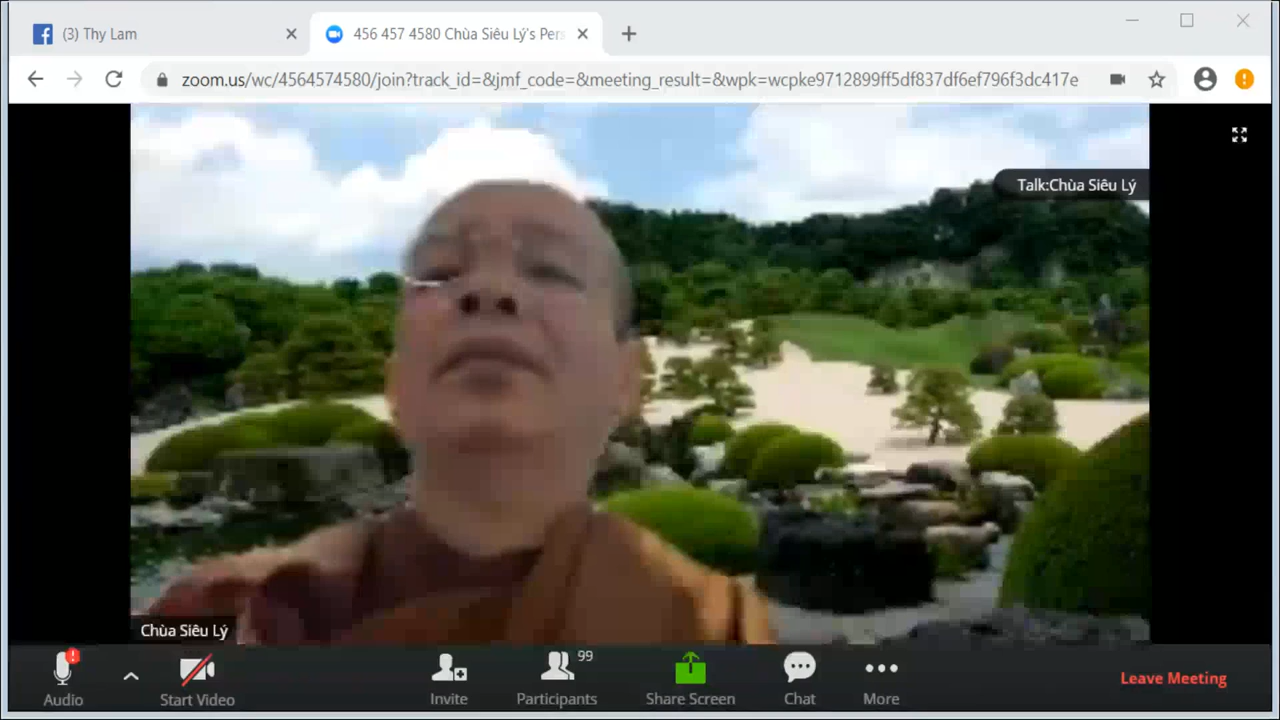 (3) Thy Lam
456 457 4580 Chùa Siêu Lý's Pers
zoom.us/wc/4564574580/join?track_id=&jmf_code=&meeting_result=&wpk=wcpke9712899ff5df837df6ef796f3dc417e
Talk:Chùa Siêu Lý
Chùa Siêu Lý
99
Audio
Start Video
Invite
Participants
Share Screen
Chat
More
Leave Meeting